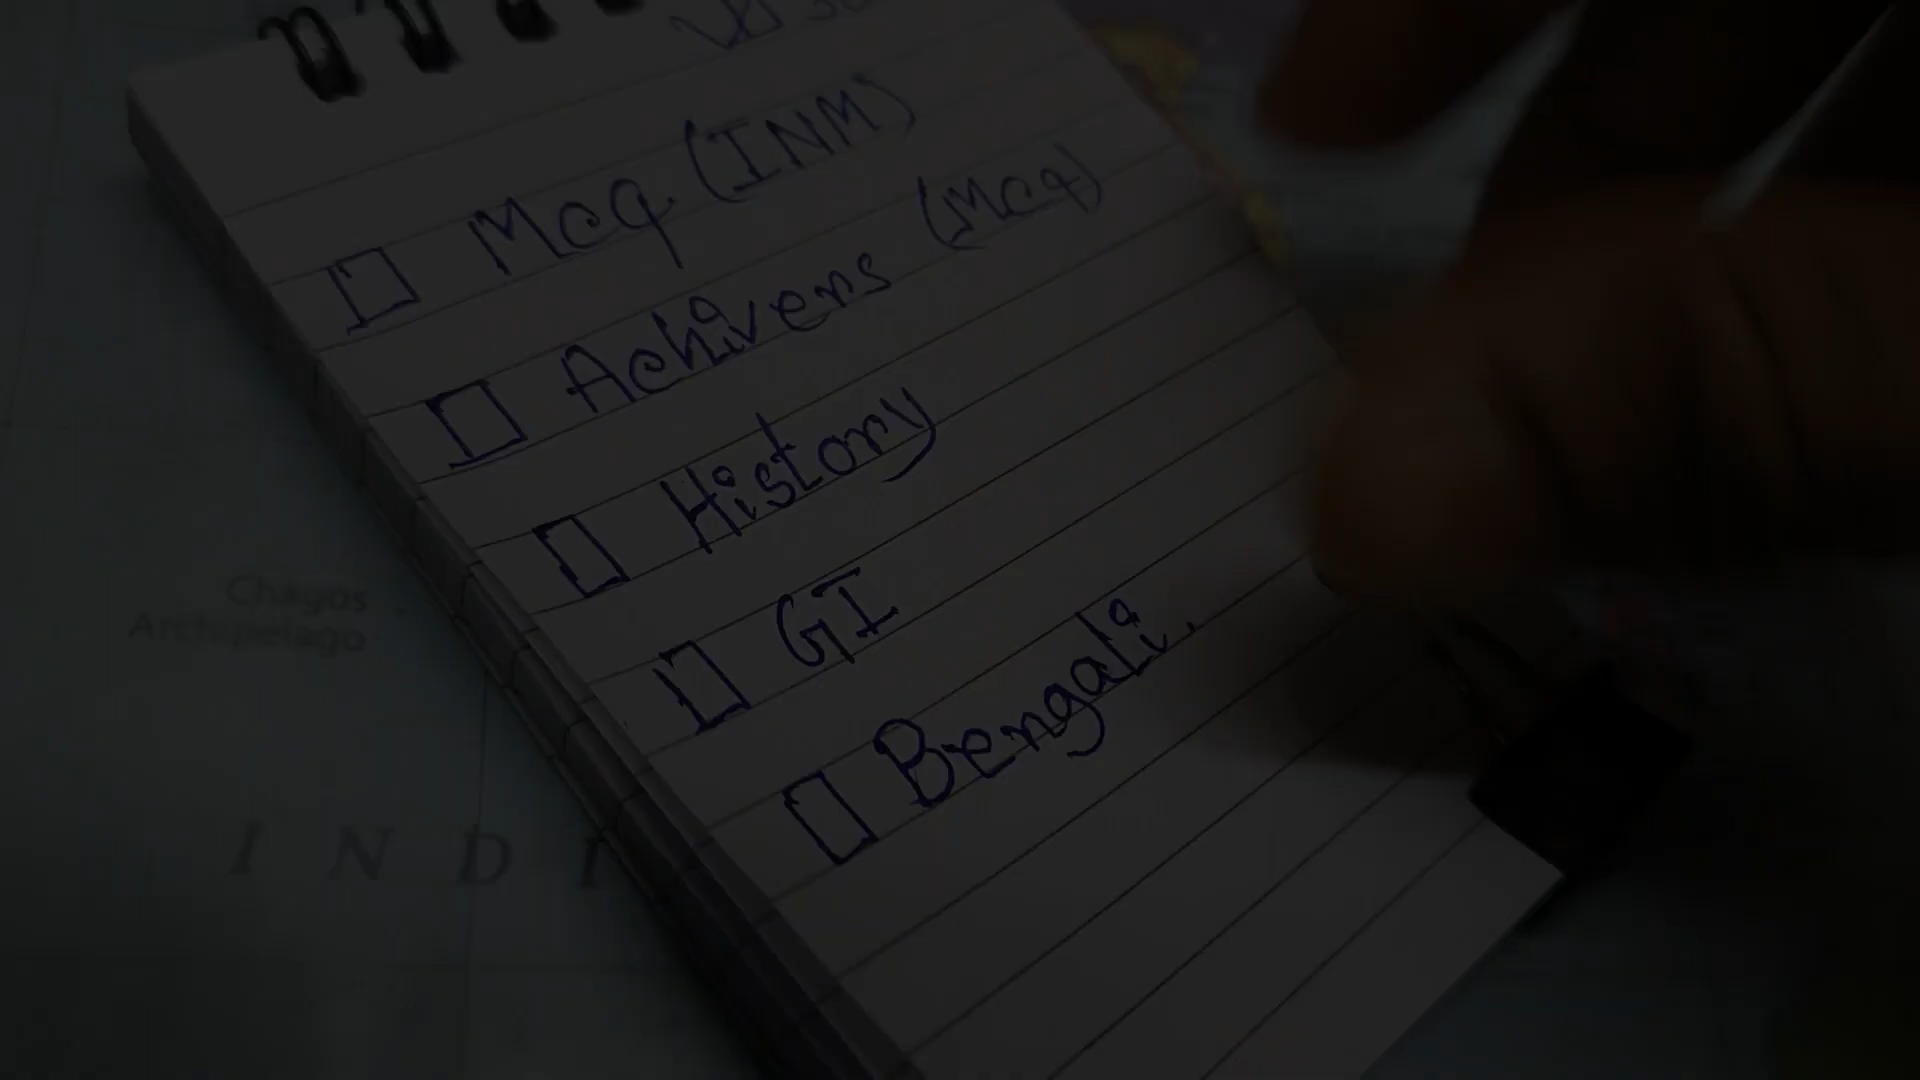 Mcq (INM)
Achivers (Mcq)
History
GI
Bengali.
Chagos
Archipelago
INDI